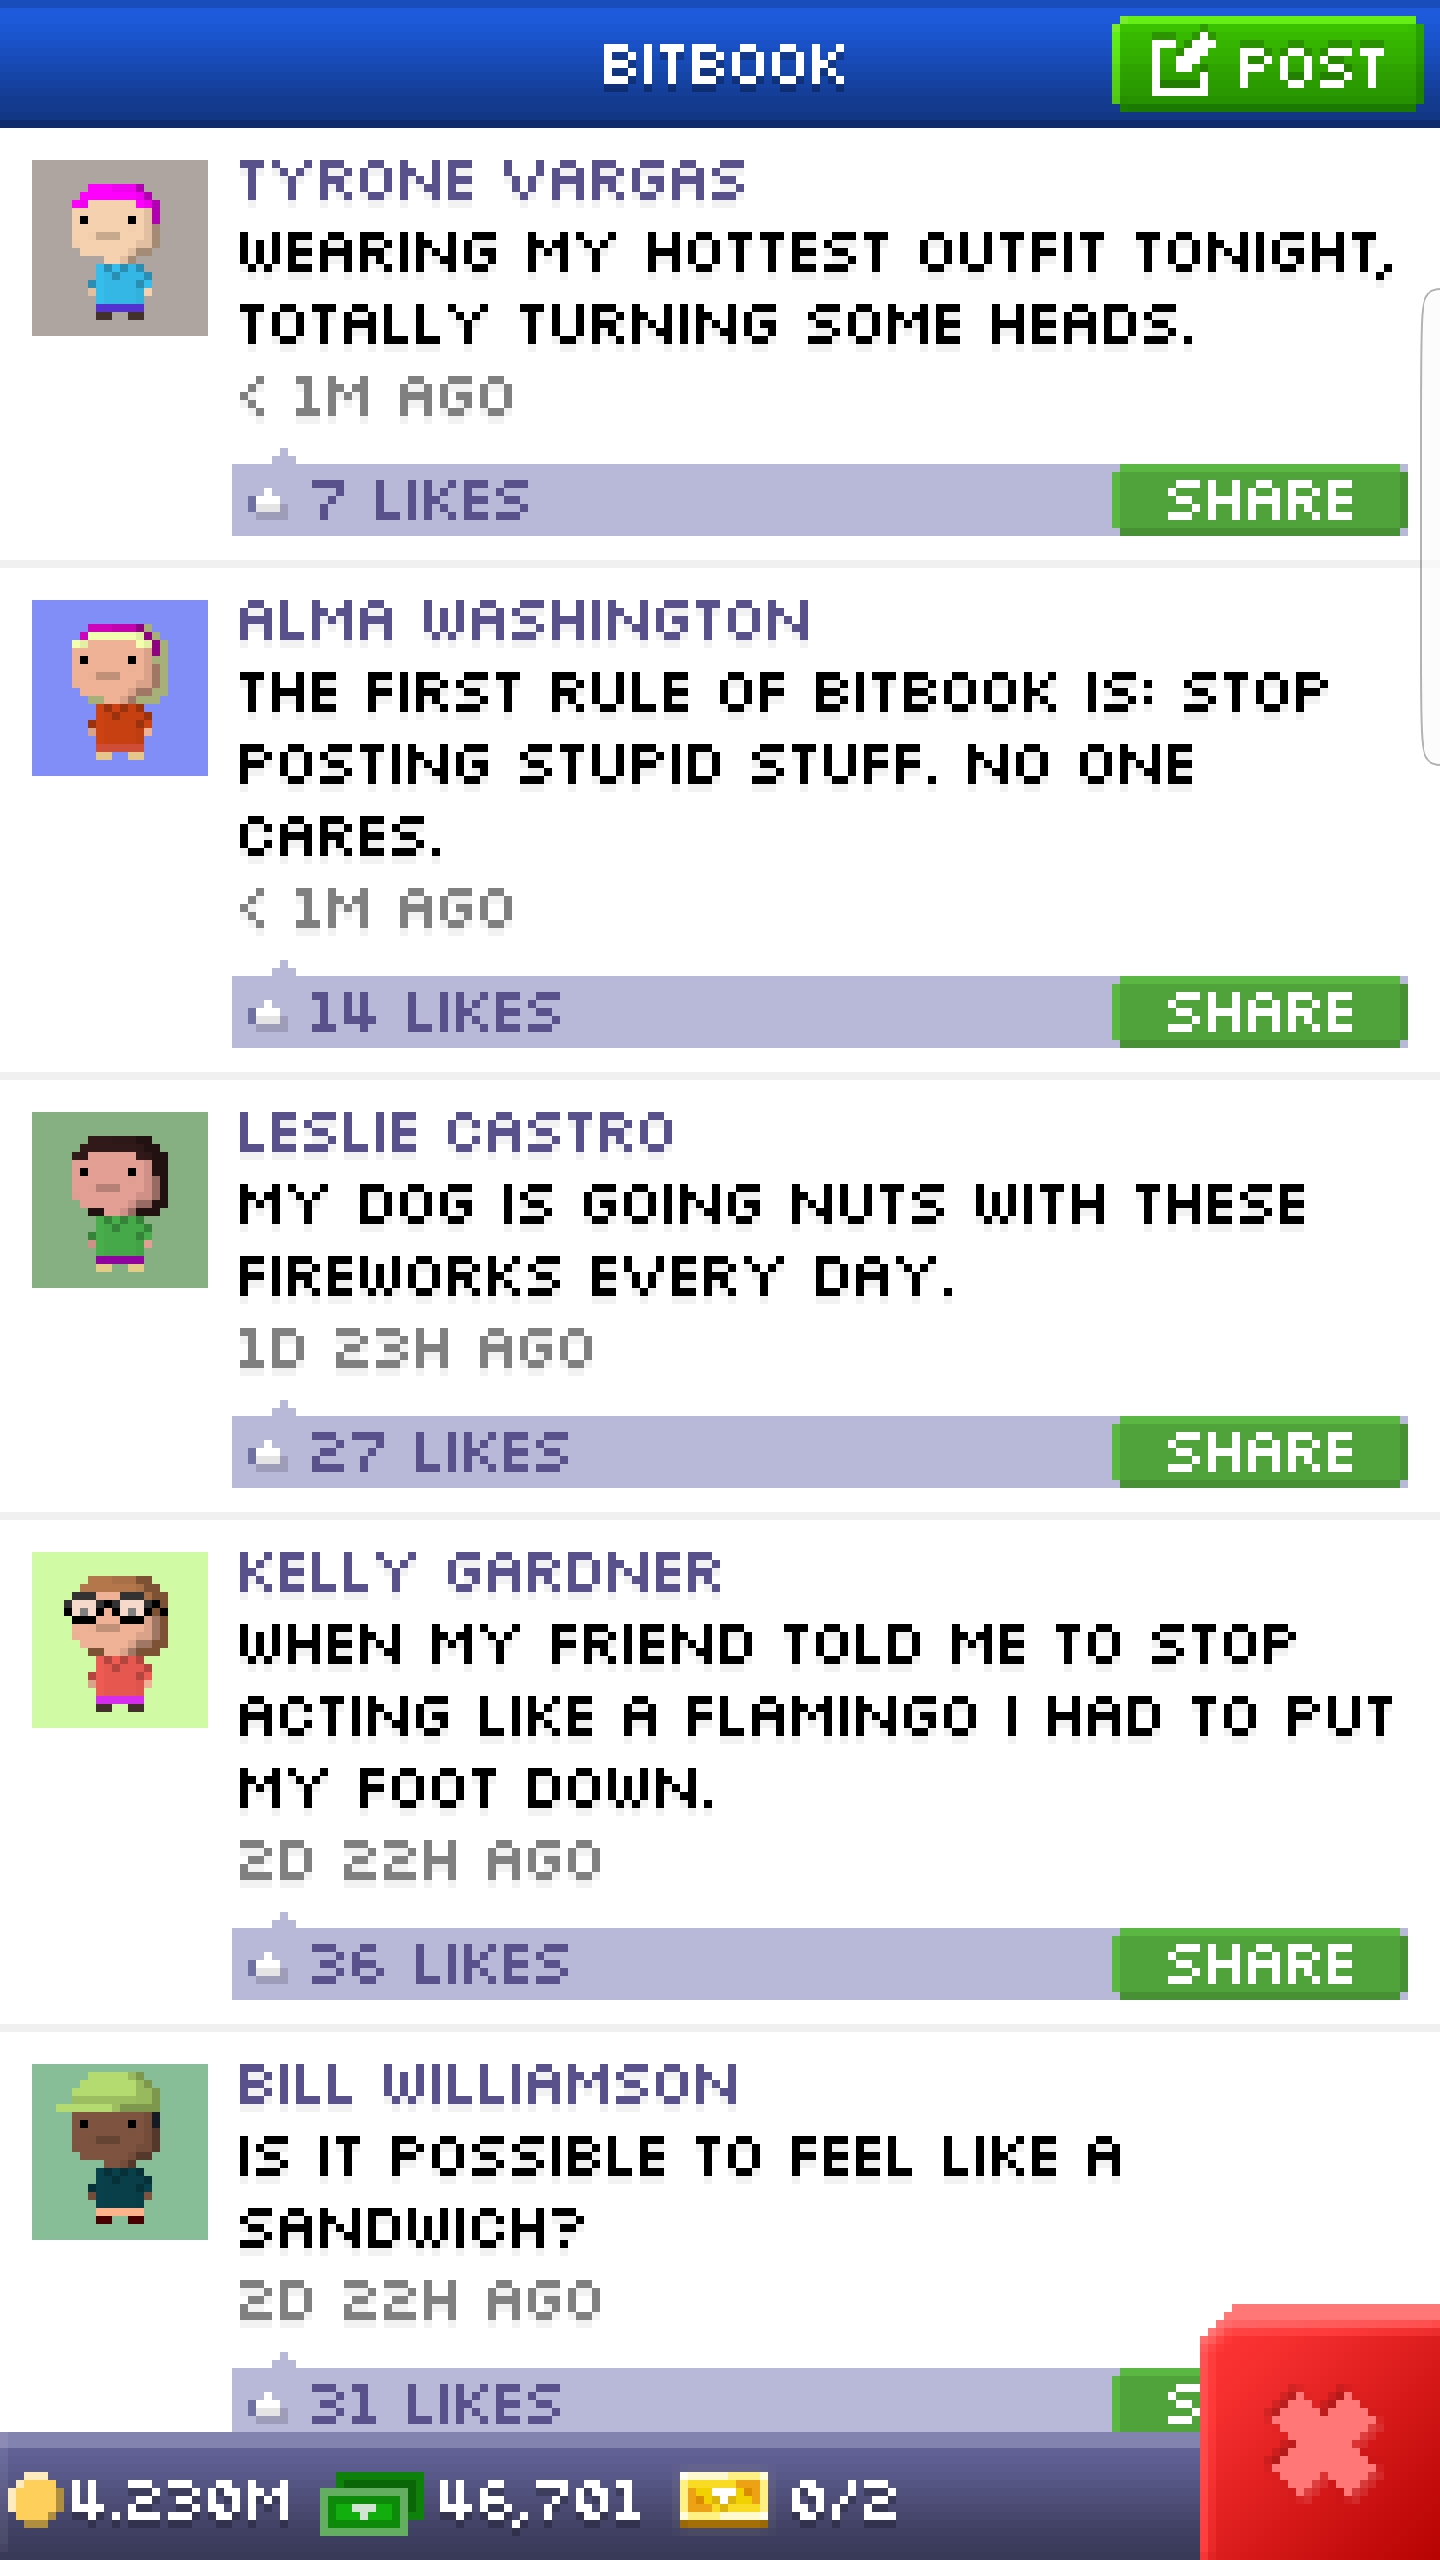 BITBOOK
POST
TYRONE VARGAS
WEARING MY HOTTEST OUTFIT TONIGHT,
TOTALLY TURNING SOME HEADS.
< 1M AGO
7 LIKES
SHARE
ALMA WASHINGTON
THE FIRST RULE OF BITBOOK IS: STOP
POSTING STUPID STUFF. NO ONE
CARES.
< 1M AGO
14 LIKES
SHARE
LESLIE CASTRO
MY DOG IS GOING NUTS WITH THESE
FIREWORKS EVERY DAY.
1D 23H AGO
27 LIKES
SHARE
KELLY GARDNER
WHEN MY FRIEND TOLD ME TO STOP
ACTING LIKE A FLAMINGO I HAD TO PUT
MY FOOT DOWN.
2D 22H AGO
36 LIKES
SHARE
BILL WILLIAMSON
IS IT POSSIBLE TO FEEL LIKE A
SANDWICH?
2D 22H AGO
31 LIKES
4.230M 46,701 0/2